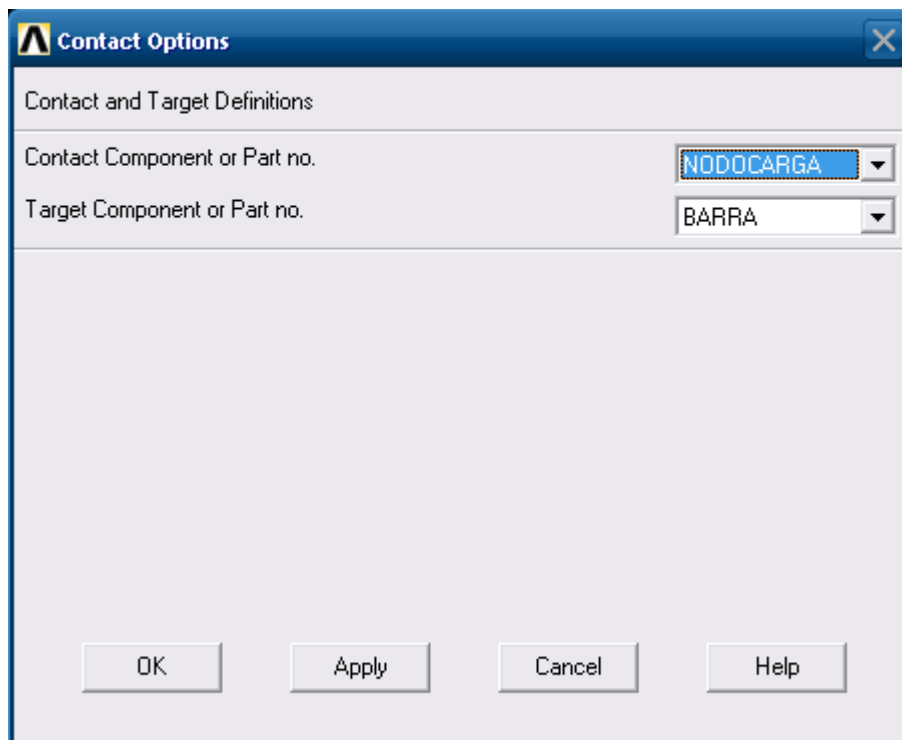 Contact Options
Contact and Target Definitions
Contact Component or Part no. NODOCARGA
Target Component or Part no. BARRA
OK Apply Cancel Help